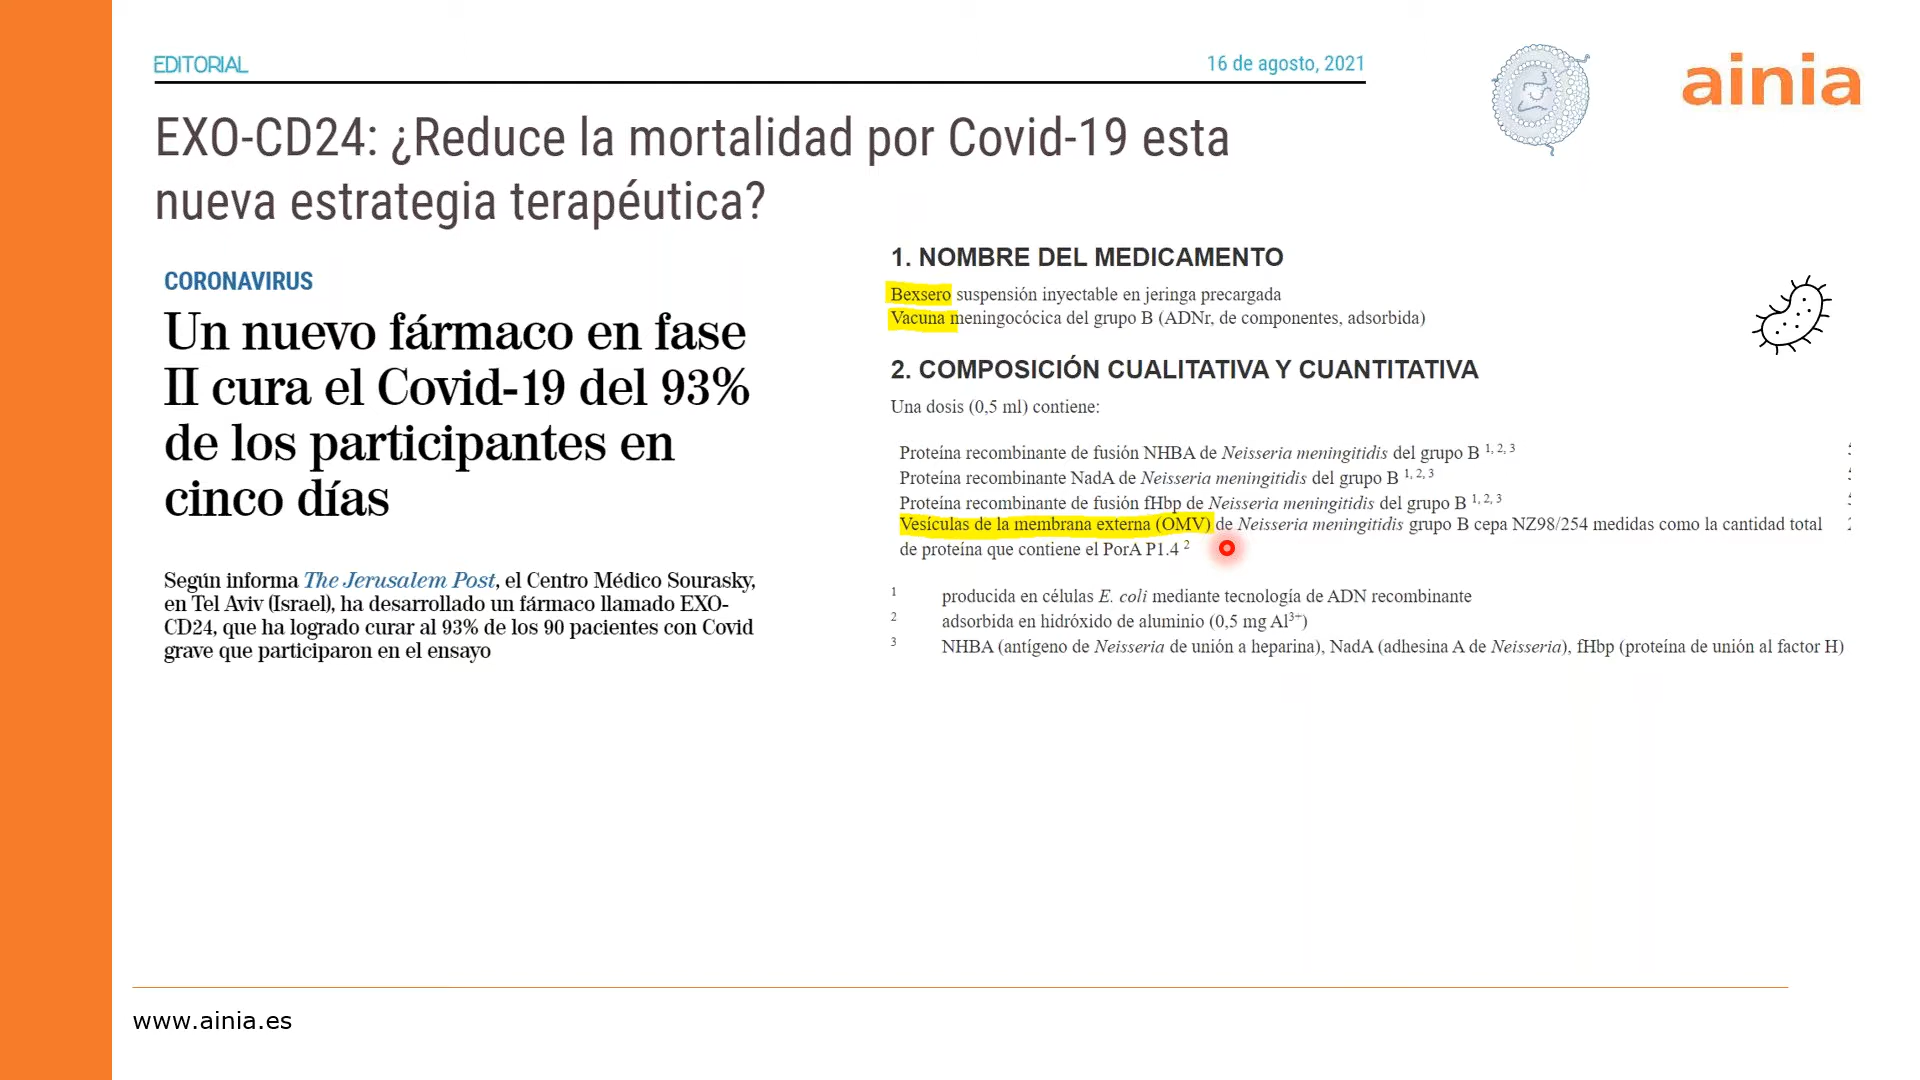 EDITORIAL
16 de agosto, 2021
ainia
EXO-CD24: ¿Reduce la mortalidad por Covid-19 esta
nueva estrategia terapéutica?
CORONAVIRUS
Un nuevo fármaco en fase
II cura el Covid-19 del 93%
de los participantes en
cinco días
Según informa The Jerusalem Post, el Centro Médico Sourasky,
en Tel Aviv (Israel), ha desarrollado un fármaco llamado EXO-
CD24, que ha logrado curar al 93% de los 90 pacientes con Covid
grave que participaron en el ensayo
1. NOMBRE DEL MEDICAMENTO
Bexsero suspensión inyectable en jeringa precargada
Vacuna meningocócica del grupo B (ADNr, de componentes, adsorbida)
2. COMPOSICIÓN CUALITATIVA Y CUANTITATIVA
Una dosis (0,5 ml) contiene:
Proteína recombinante de fusión NHBA de Neisseria meningitidis del grupo B 1, 2, 3
Proteína recombinante NadA de Neisseria meningitidis del grupo B 1, 2, 3
Proteína recombinante de fusión fHbp de Neisseria meningitidis del grupo B 1, 2, 3
Vesículas de la membrana externa (OMV) de Neisseria meningitidis grupo B cepa NZ98/254 medidas como la cantidad total
de proteína que contiene el PorA P1.4 2
1 producida en células E. coli mediante tecnología de ADN recombinante
2 adsorbida en hidróxido de aluminio (0,5 mg Al3+)
3 NHBA (antígeno de Neisseria de unión a heparina), NadA (adhesina A de Neisseria), fHbp (proteína de unión al factor H)
www.ainia.es